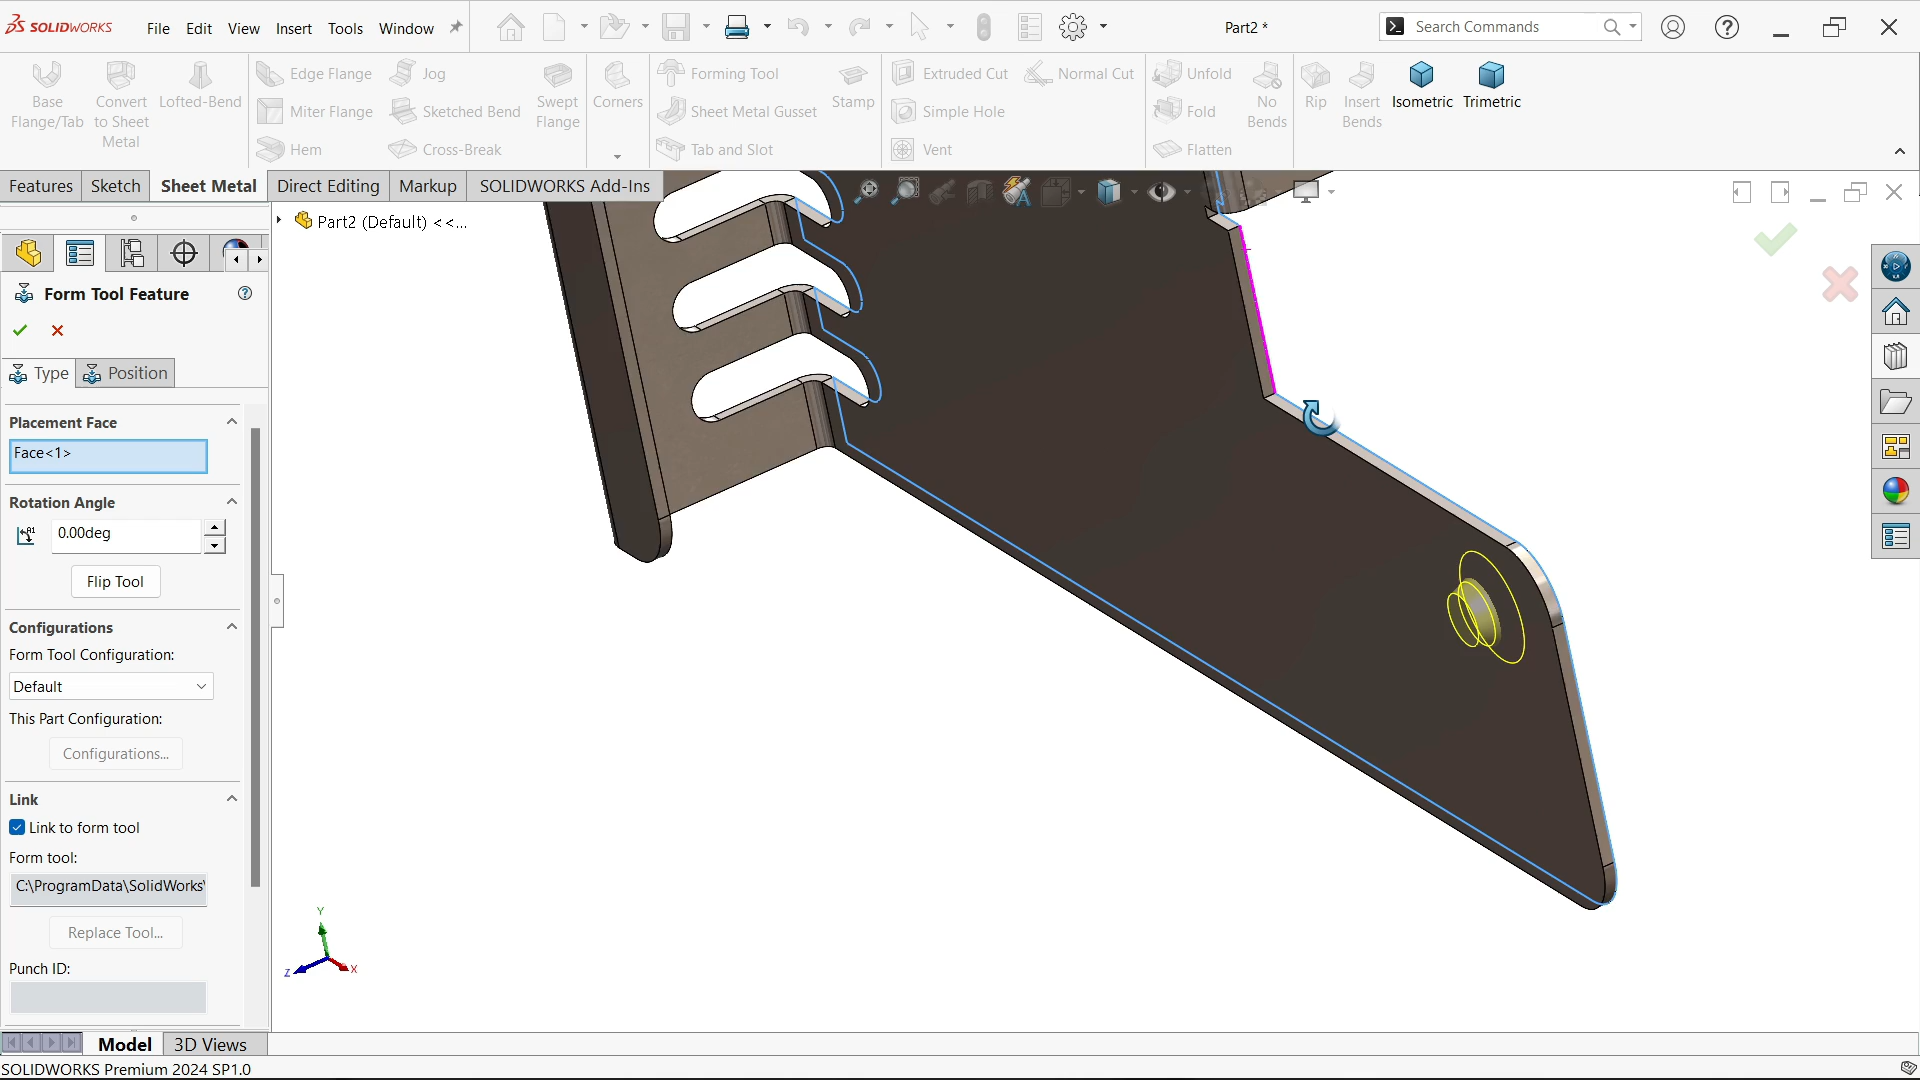 SOLIDWORKS File Edit View Insert Tools Window Part2 * Search Commands
Base Flange/Tab
Convert to Sheet Metal
Lofted-Bend
Edge Flange
Miter Flange
Hem
Jog
Sketched Bend
Cross-Break
Swept Flange
Corners
Forming Tool
Sheet Metal Gusset
Tab and Slot
Stamp
Extruded Cut
Simple Hole
Vent
Normal Cut
Unfold
Fold
Flatten
No Bends
Rip
Insert Bends
Isometric
Trimetric
Features Sketch Sheet Metal Direct Editing Markup SOLIDWORKS Add-Ins
Part2 (Default) <<...
Form Tool Feature
Type Position
Placement Face
Face<1>
Rotation Angle
0.00deg
Flip Tool
Configurations
Form Tool Configuration:
Default
This Part Configuration:
Configurations...
Link
Link to form tool
Form tool:
C:\ProgramData\SolidWorks\
Replace Tool...
Punch ID:
Y
Z
X
Model 3D Views
SOLIDWORKS Premium 2024 SP1.0